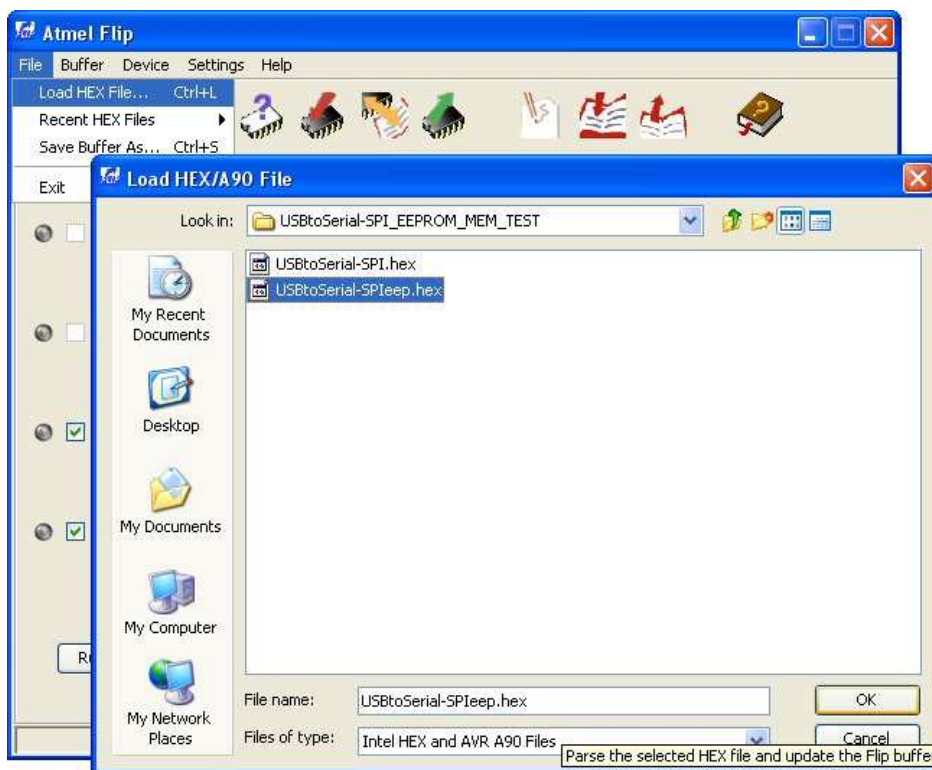 Atmel Flip
File Buffer Device Settings Help
Load HEX File... Ctrl+L
Recent HEX Files
Save Buffer As... Ctrl+S
Exit
Load HEX/A90 File
Look in: USBtoSerial-SPI_EEPROM_MEM_TEST
USBtoSerial-SPI.hex
USBtoSerial-SPIeep.hex
My Recent
Documents
Desktop
My Documents
My Computer
My Network
Places
File name: USBtoSerial-SPIeep.hex OK
Files of type: Intel HEX and AVR A90 Files Cancel
Parse the selected HEX file and update the Flip buffe